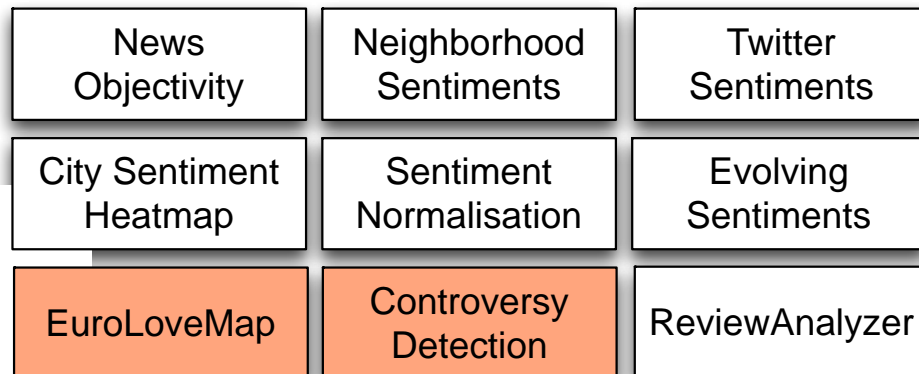 News
Objectivity
Neighborhood
Sentiments
Twitter
Sentiments
City Sentiment
Heatmap
Sentiment
Normalisation
Evolving
Sentiments
EuroLoveMap
Controversy
Detection
ReviewAnalyzer